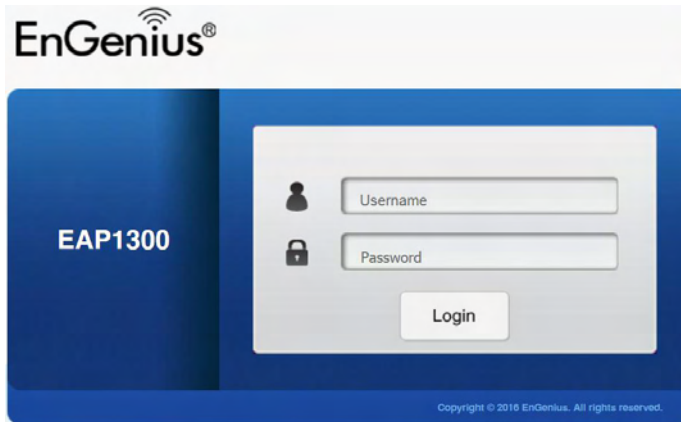 EnGenius®
EAP1300
Username
Password
Login
Copyright © 2016 EnGenius. All rights reserved.